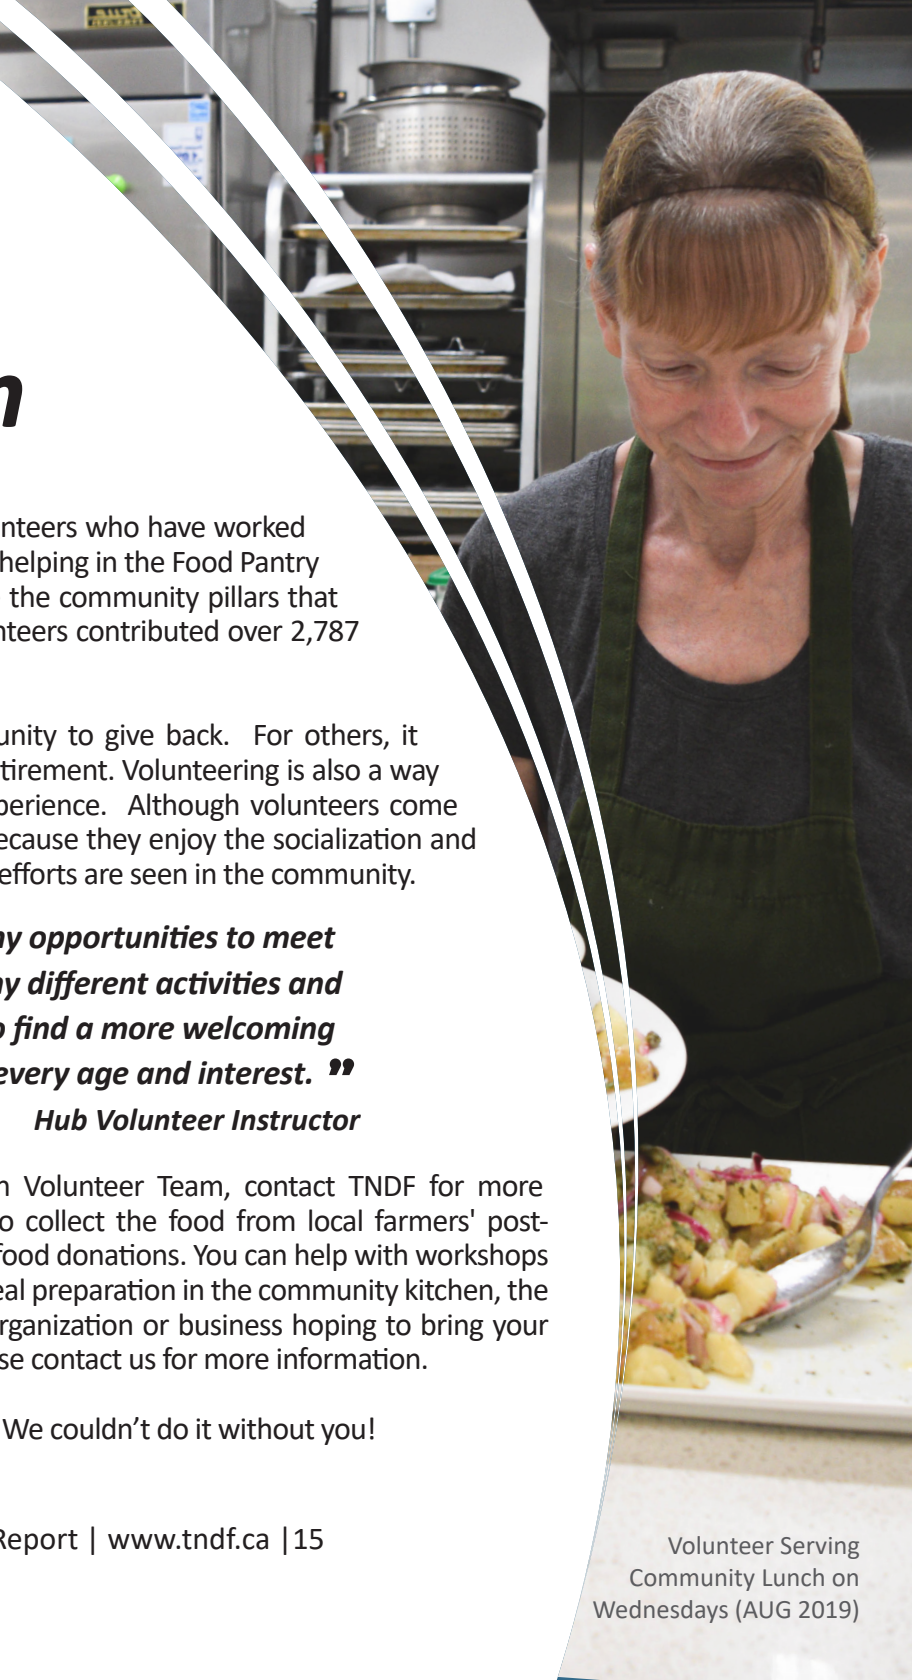 n
nteers who have worked
helping in the Food Pantry
the community pillars that
nteers contributed over 2,787
unity to give back. For others, it
tirement. Volunteering is also a way
perience. Although volunteers come
ecause they enjoy the socialization and
efforts are seen in the community.
ny opportunities to meet
ny different activities and
o find a more welcoming
every age and interest. ”
Hub Volunteer Instructor
n Volunteer Team, contact TNDF for more
o collect the food from local farmers' post-
food donations. You can help with workshops
eal preparation in the community kitchen, the
rganization or business hoping to bring your
se contact us for more information.
We couldn’t do it without you!
Report | www.tndf.ca |15
Volunteer Serving
Community Lunch on
Wednesdays (AUG 2019)